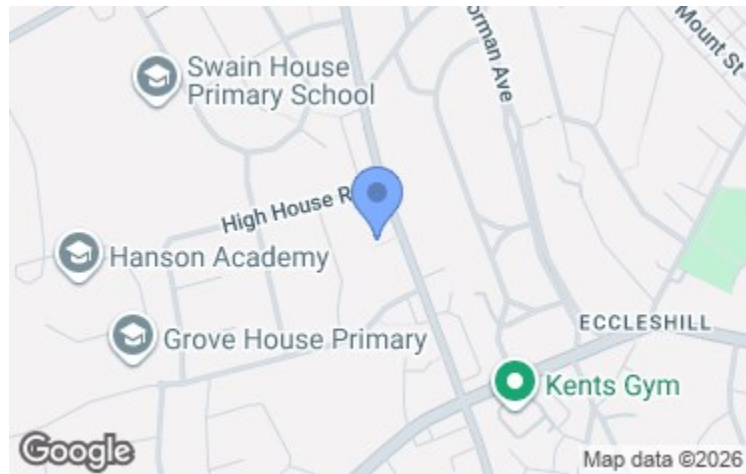 Swain House
Primary School
orman Ave
Mount St
High House R
Hanson Academy
Grove House Primary
ECCLESHILL
Kents Gym
Google
Map data ©2026